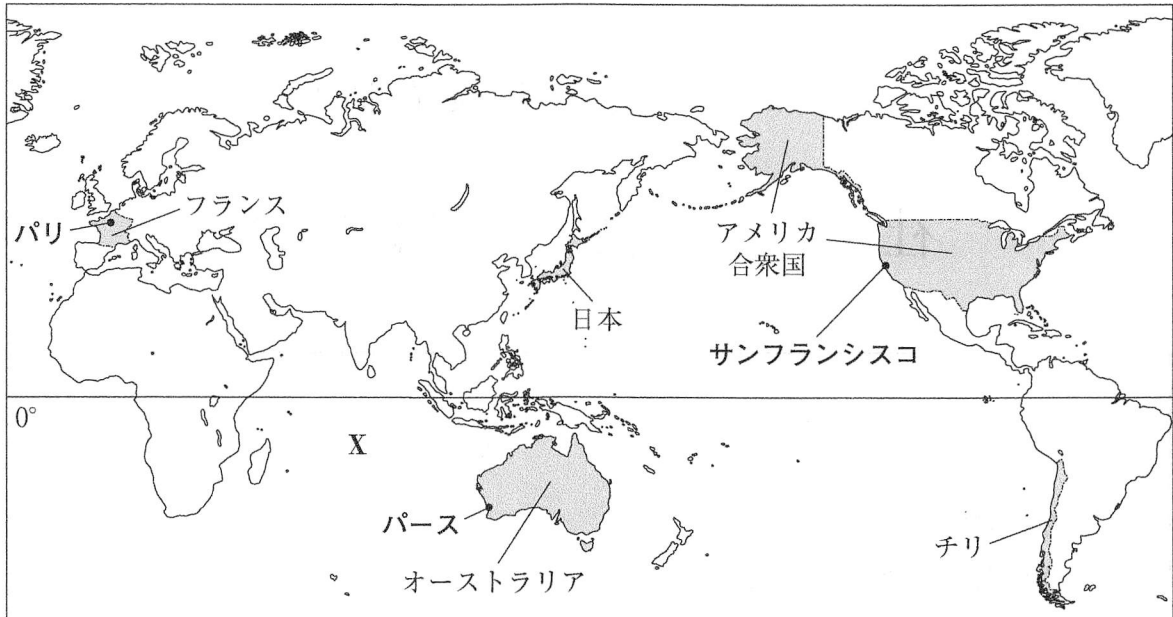 フランス
パリ
アメリカ
合衆国
日本
サンフランシスコ
0°
X
パース
チリ
オーストラリア